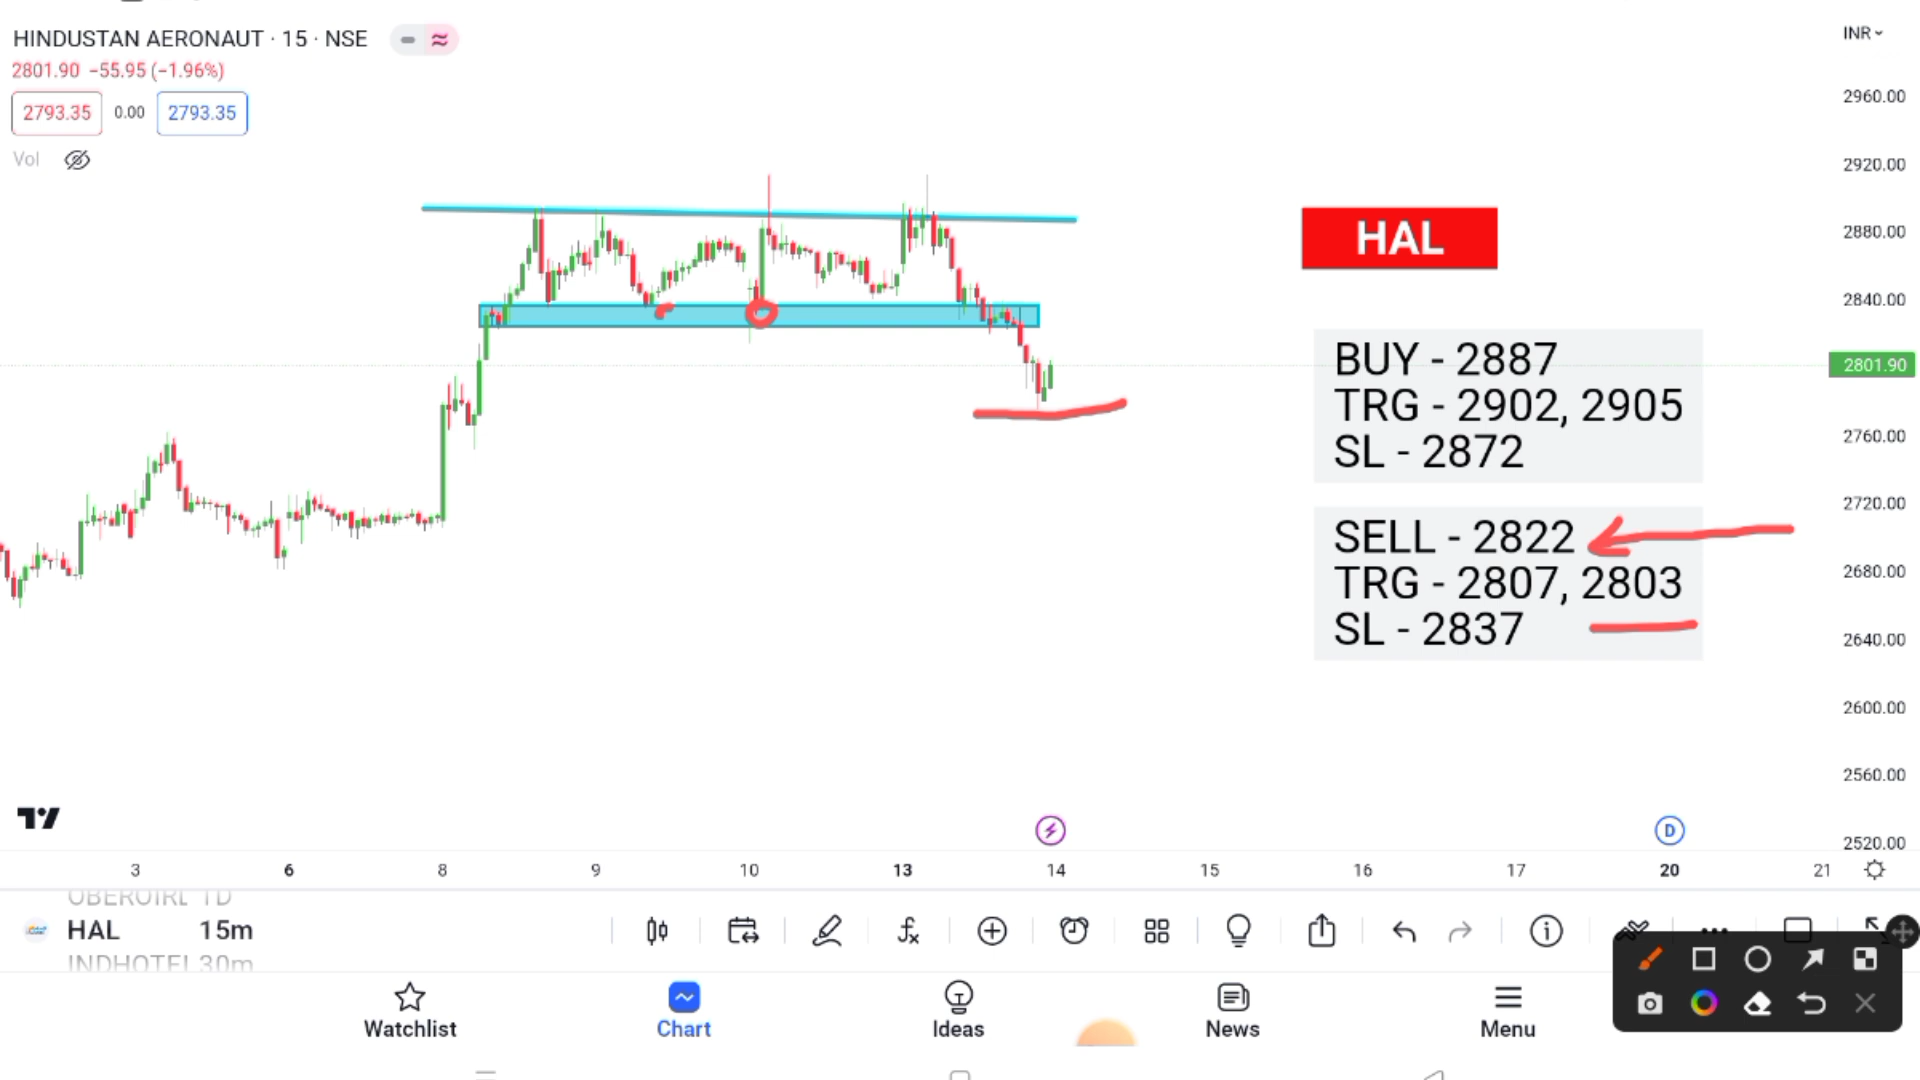 HINDUSTAN AERONAUT · 15 · NSE
INR
2801.90 −55.95 (−1.96%)
2793.35 0.00 2793.35
Vol
2960.00
2920.00
2880.00
2840.00
2801.90
2760.00
2720.00
2680.00
2640.00
2600.00
2560.00
2520.00
HAL
BUY - 2887
TRG - 2902, 2905
SL - 2872
SELL - 2822
TRG - 2807, 2803
SL - 2837
D
3 6 8 9 10 13 14 15 16 17 20 21
OBEROIRL 1D
HAL 15m
INDHOTEL 30m
Watchlist Chart Ideas News Menu